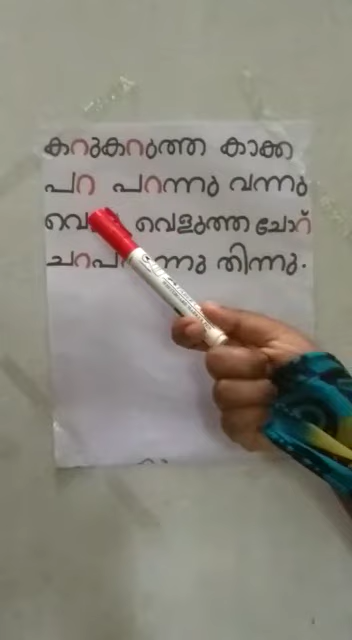 കറുകറുത്ത കാക്ക
പറ പറന്നു വന്നു
വെളുത്ത ചോറ്
തിന്നു.